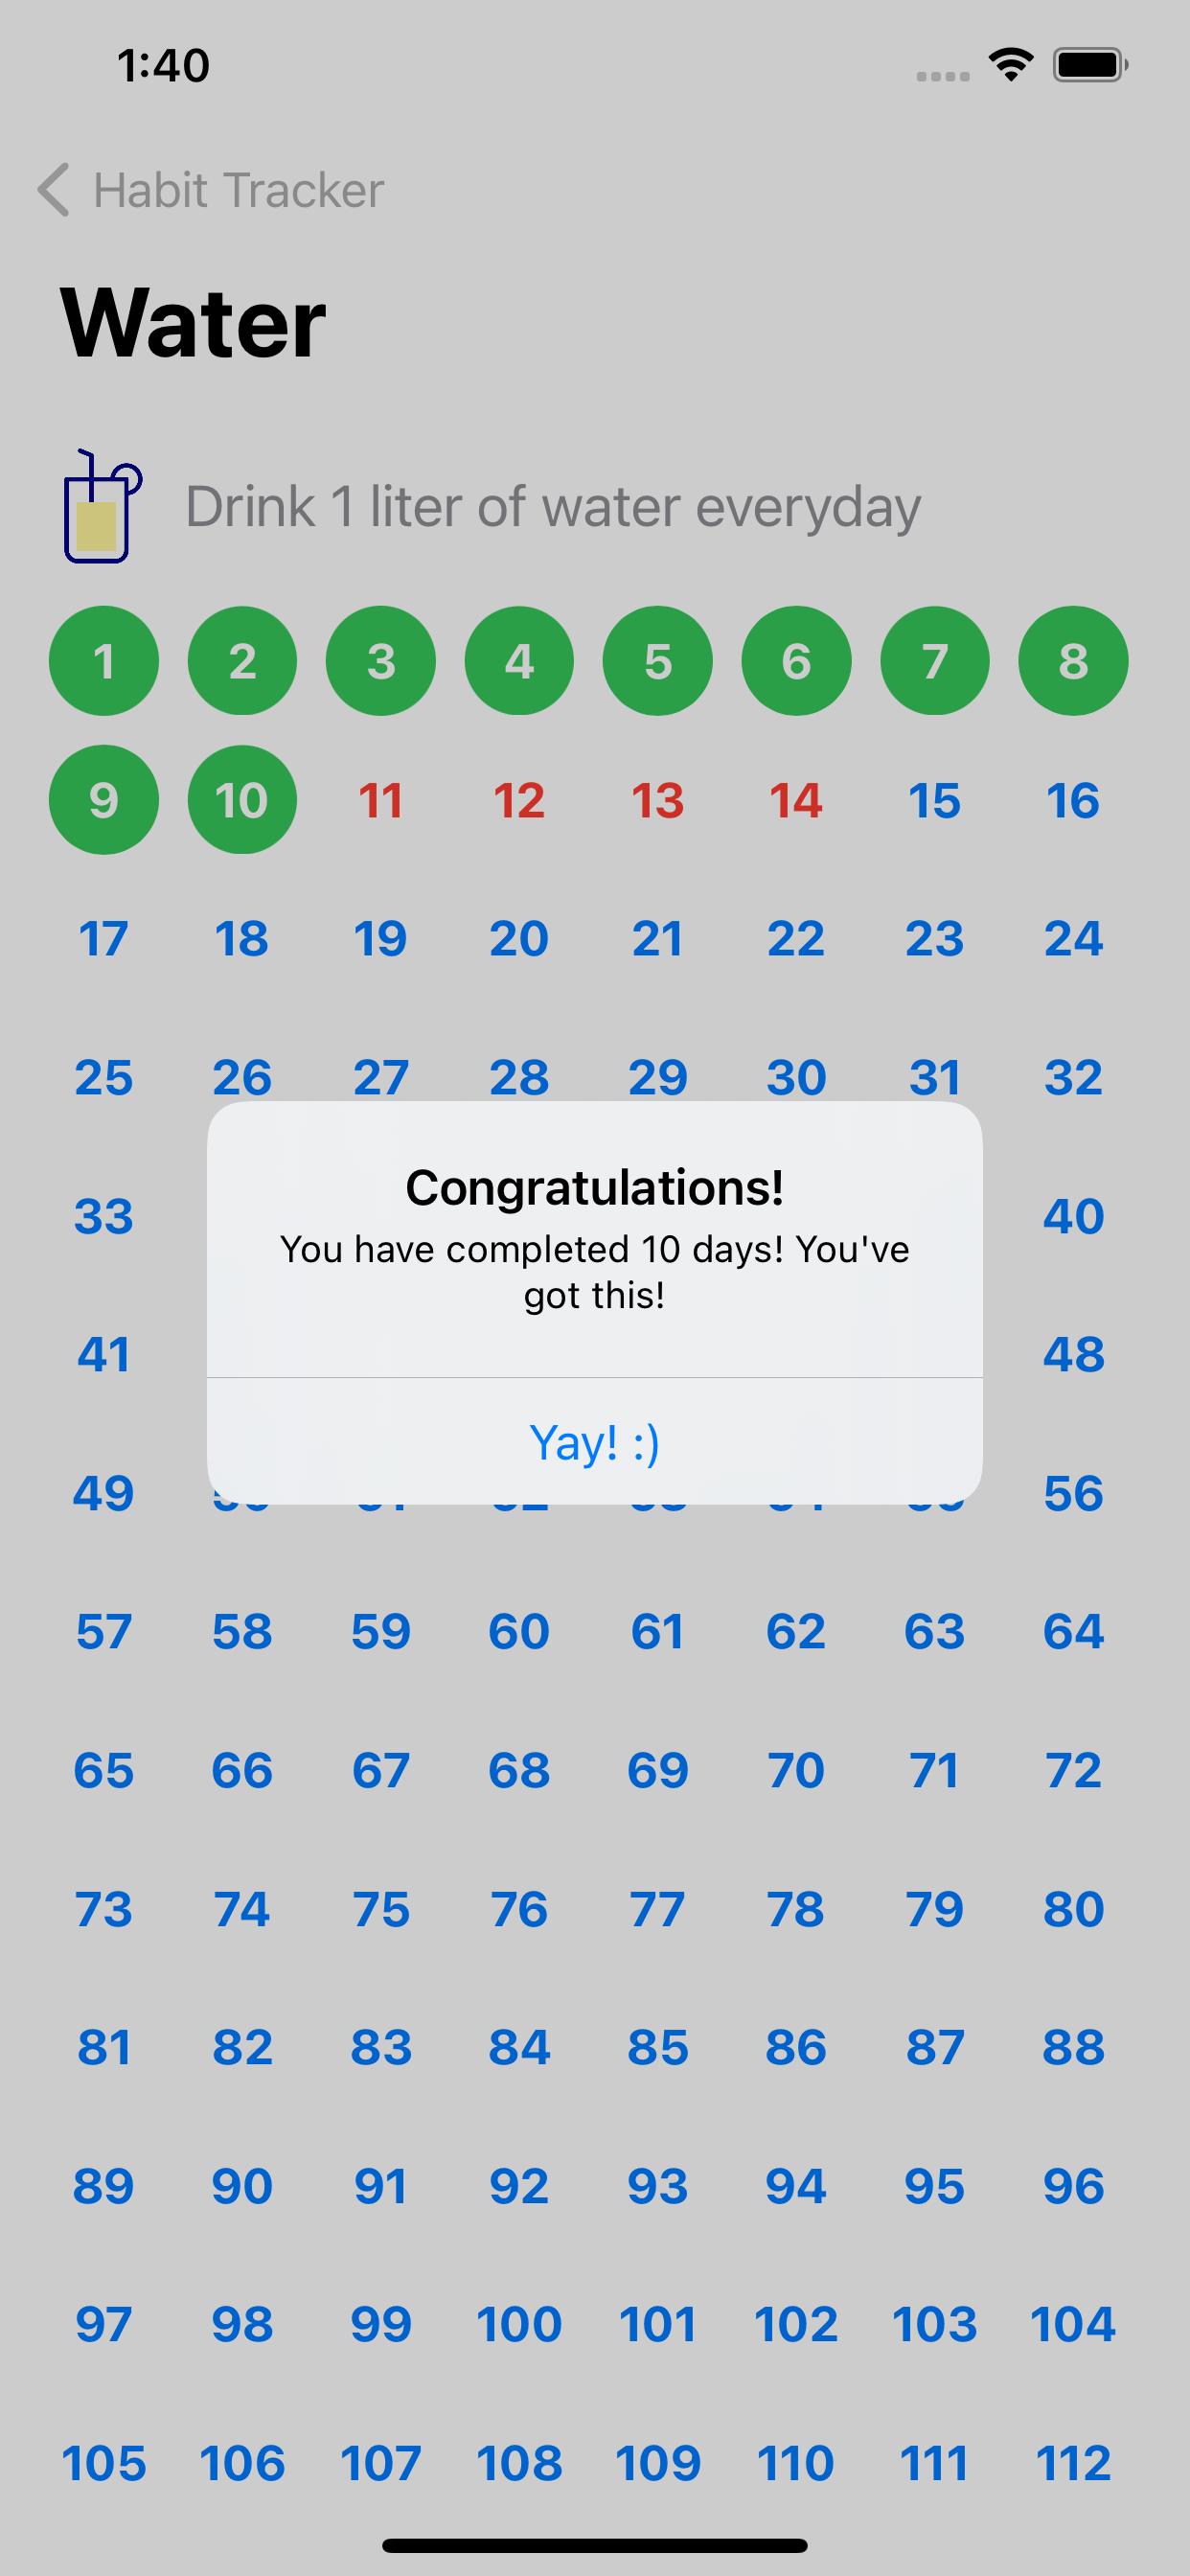 1:40
Habit Tracker
Water
Drink 1 liter of water everyday
1 2 3 4 5 6 7 8
9 10 11 12 13 14 15 16
17 18 19 20 21 22 23 24
25 26 27 28 29 30 31 32
33 40
Congratulations!
You have completed 10 days! You've
got this!
41 48
Yay! :)
49 56
57 58 59 60 61 62 63 64
65 66 67 68 69 70 71 72
73 74 75 76 77 78 79 80
81 82 83 84 85 86 87 88
89 90 91 92 93 94 95 96
97 98 99 100 101 102 103 104
105 106 107 108 109 110 111 112